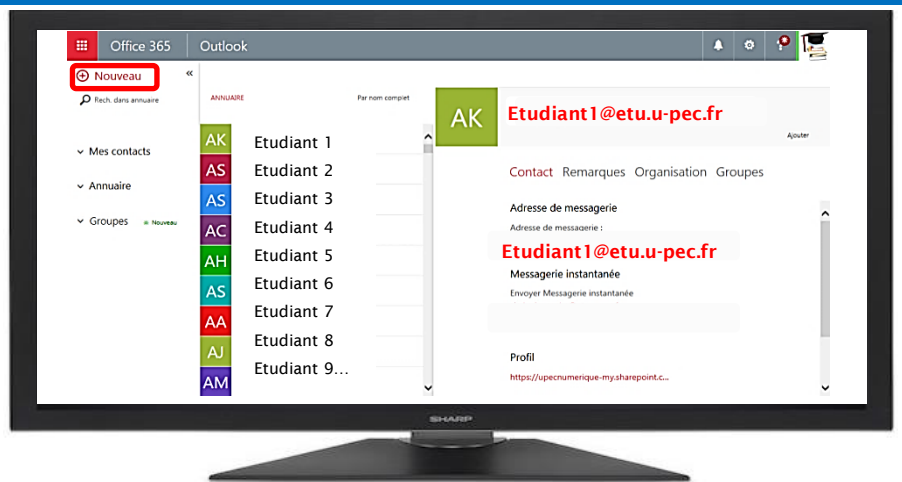 Office 365 Outlook
Nouveau «
Rech. dans annuaire
Mes contacts
Annuaire
Groupes Nouveau
ANNUAIRE Par nom complet
AK Etudiant 1
AS Etudiant 2
AS Etudiant 3
AC Etudiant 4
AH Etudiant 5
AS Etudiant 6
AA Etudiant 7
AJ Etudiant 8
AM Etudiant 9...
AK Etudiant1@etu.u-pec.fr
Ajouter
Contact Remarques Organisation Groupes
Adresse de messagerie
Adresse de messagerie :
Etudiant1@etu.u-pec.fr
Messagerie instantanée
Envoyer Messagerie instantanée
Profil
https://upecnumerique-my.sharepoint.c...
SHARP